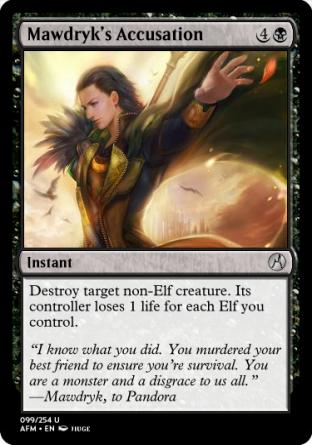 Mawdryk's Accusation 4
Instant
Destroy target non-Elf creature. Its
controller loses 1 life for each Elf you
control.
"I know what you did. You murdered your
best friend to ensure you're survival. You
are a monster and a disgrace to us all."
—Mawdryk, to Pandora
099/254 U
AFM • EN HUGE